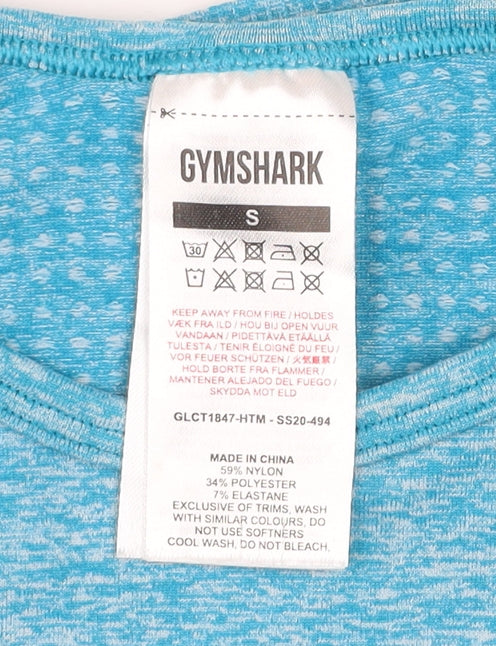 GYMSHARK
S
30
KEEP AWAY FROM FIRE / HOLDES
VÆK FRA ILD / HOU BIJ OPEN VUUR
VANDAAN / PIDETTÄVÄ ETÄÄLLÄ
TULESTA / TENIR ÉLOIGNÉ DU FEU /
VOR FEUER SCHÜTZEN / 火気厳禁 /
HOLD BORTE FRA FLAMMER /
MANTENER ALEJADO DEL FUEGO /
SKYDDA MOT ELD
GLCT1847-HTM - SS20-494
MADE IN CHINA
59% NYLON
34% POLYESTER
7% ELASTANE
EXCLUSIVE OF TRIMS, WASH
WITH SIMILAR COLOURS, DO
NOT USE SOFTNERS
COOL WASH, DO NOT BLEACH.